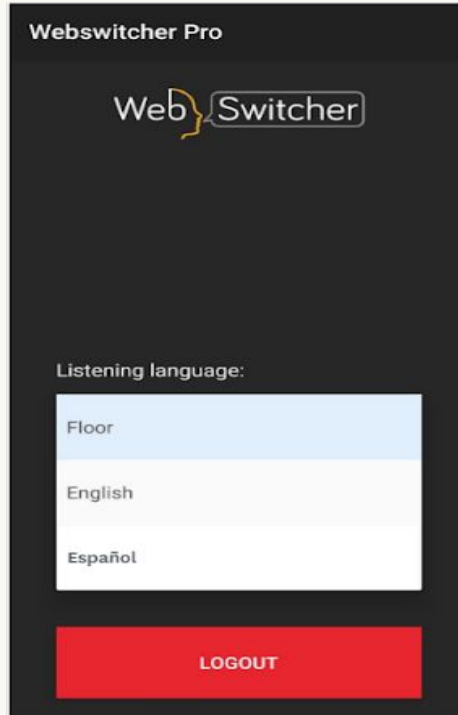 Webswitcher Pro
Web Switcher
Listening language:
Floor
English
Español
LOGOUT